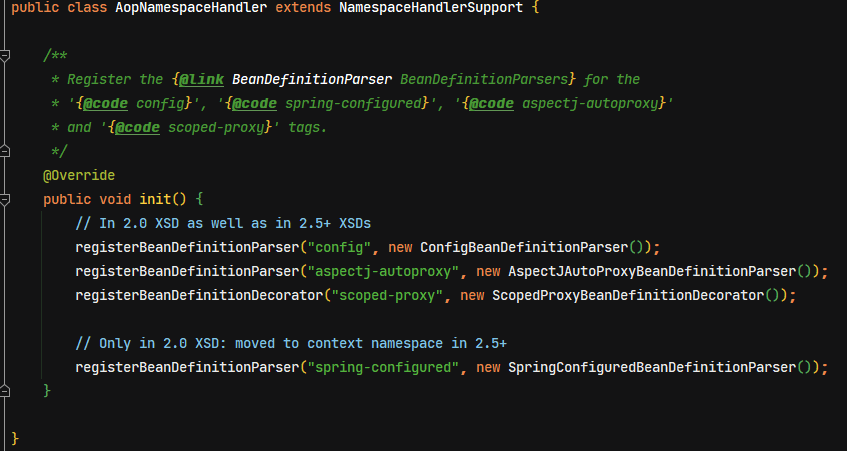 public class AopNamespaceHandler extends NamespaceHandlerSupport {
/**
* Register the {@link BeanDefinitionParser BeanDefinitionParsers} for the
* '{@code config}', '{@code spring-configured}', '{@code aspectj-autoproxy}'
* and '{@code scoped-proxy}' tags.
*/
@Override
public void init() {
// In 2.0 XSD as well as in 2.5+ XSDs
registerBeanDefinitionParser("config", new ConfigBeanDefinitionParser());
registerBeanDefinitionParser("aspectj-autoproxy", new AspectJAutoProxyBeanDefinitionParser());
registerBeanDefinitionDecorator("scoped-proxy", new ScopedProxyBeanDefinitionDecorator());
// Only in 2.0 XSD: moved to context namespace in 2.5+
registerBeanDefinitionParser("spring-configured", new SpringConfiguredBeanDefinitionParser());
}
}